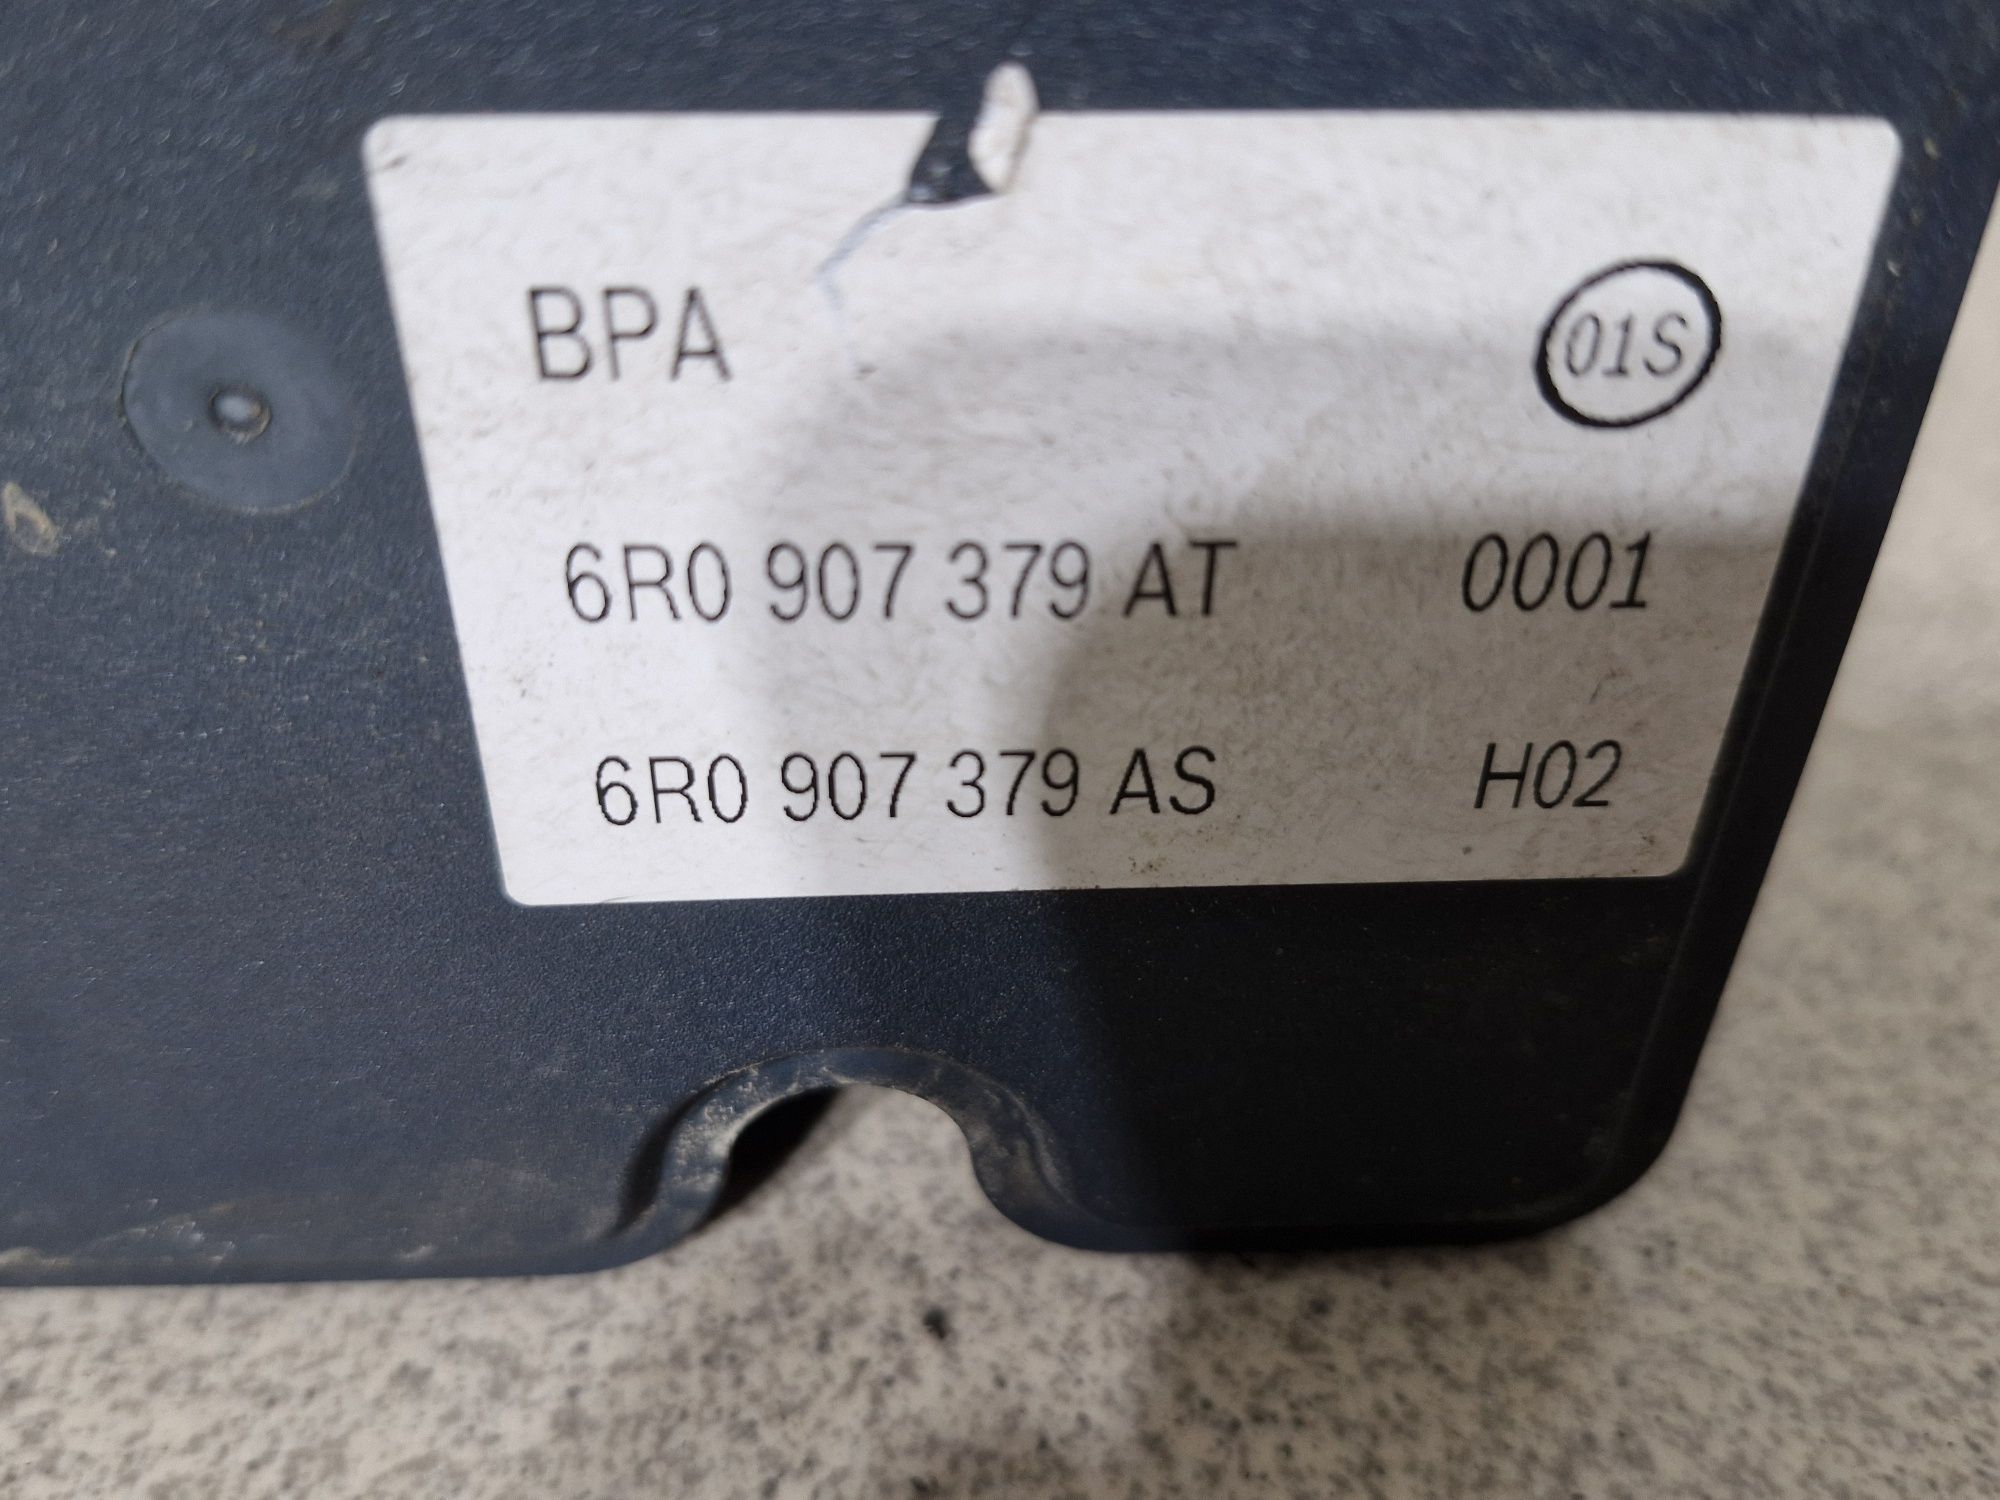 BPA 01S
6R0 907 379 AT 0001
6R0 907 379 AS H02